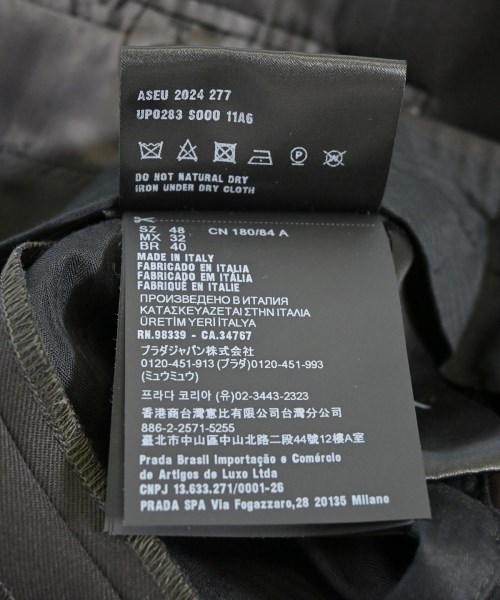 ASEU 2024 277
UP0283 S000 11A6
DO NOT NATURAL DRY
IRON UNDER DRY CLOTH
SZ 48 CN 180/84 A
MX 32
BR 40
MADE IN ITALY
FABRICADO EN ITALIA
FABRICADO EM ITALIA
FABRIQUÉ EN ITALIE
ПРОИЗВЕДЕНО В ИТАЛИЯ
ΚΑΤΑΣΚΕΥΑΖΕΤΑΙ ΣΤΗΝ ΙΤΑΛΙΑ
ÜRETİM YERİ İTALYA
RN.98339 - CA.34767
プラダジャパン株式会社
0120-451-913 (プラダ)0120-451-993
(ミュウミュウ)
프라다 코리아 (유)02-3443-2323
香港商台灣惠比有限公司台灣分公司
886-2-2571-5255
臺北市中山區中山北路二段44號12樓A室
Prada Brasil Importação e Comércio
de Artigos de Luxo Ltda
CNPJ 13.633.271/0001-26
PRADA SPA Via Fogazzaro,28 20135 Milano